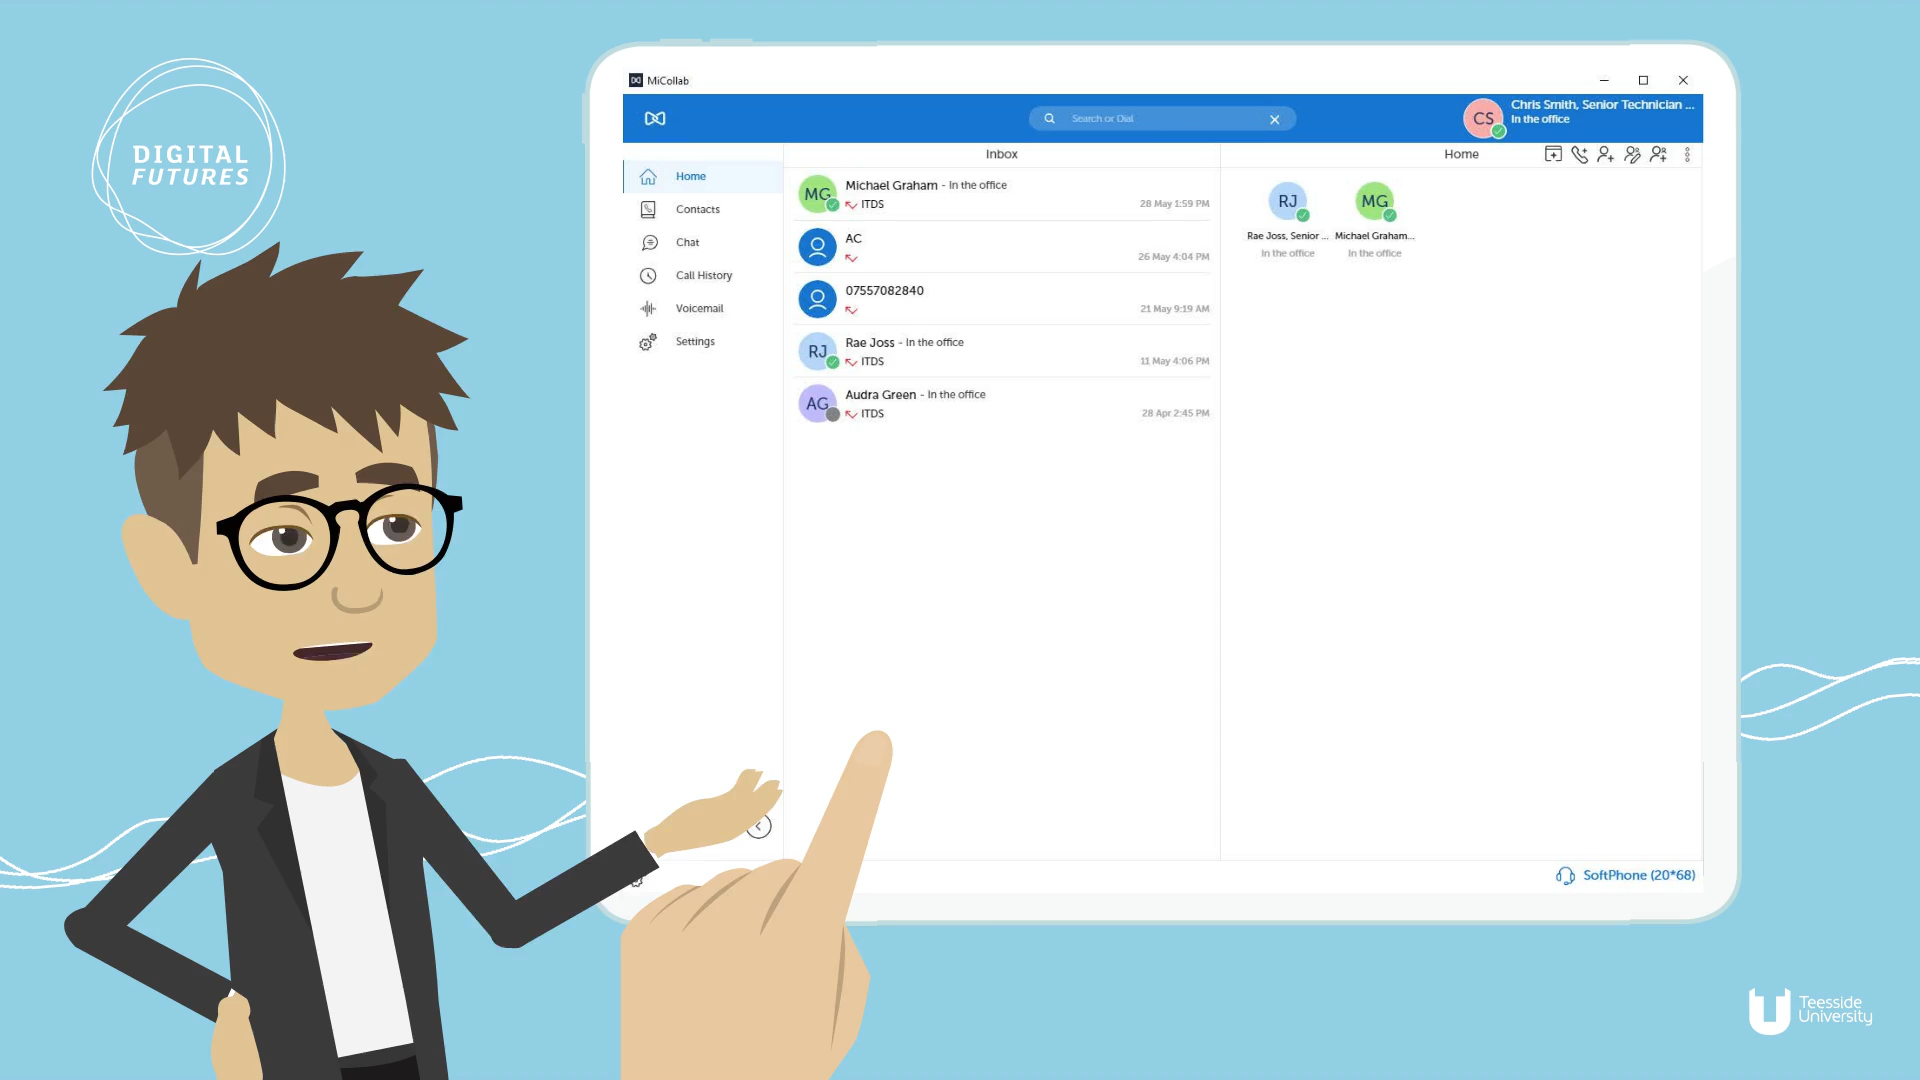 DIGITAL
FUTURES
MiCollab
Search or Dial
CS
Chris Smith, Senior Technician ...
In the office
Home
Contacts
Chat
Call History
Voicemail
Settings
Inbox
MG
Michael Graham - In the office
ITDS
28 May 1:59 PM
AC
26 May 4:04 PM
07557082840
21 May 9:19 AM
RJ
Rae Joss - In the office
ITDS
11 May 4:06 PM
AG
Audra Green - In the office
ITDS
28 Apr 2:45 PM
Home
RJ
Rae Joss, Senior ...
In the office
MG
Michael Graham...
In the office
SoftPhone (20*68)
Teesside
University